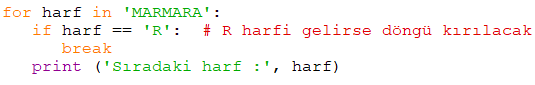 for harf in 'MARMARA':
   if harf == 'R':  # R harfi gelirse döngü kırılacak
      break
   print ('Sıradaki harf :', harf)